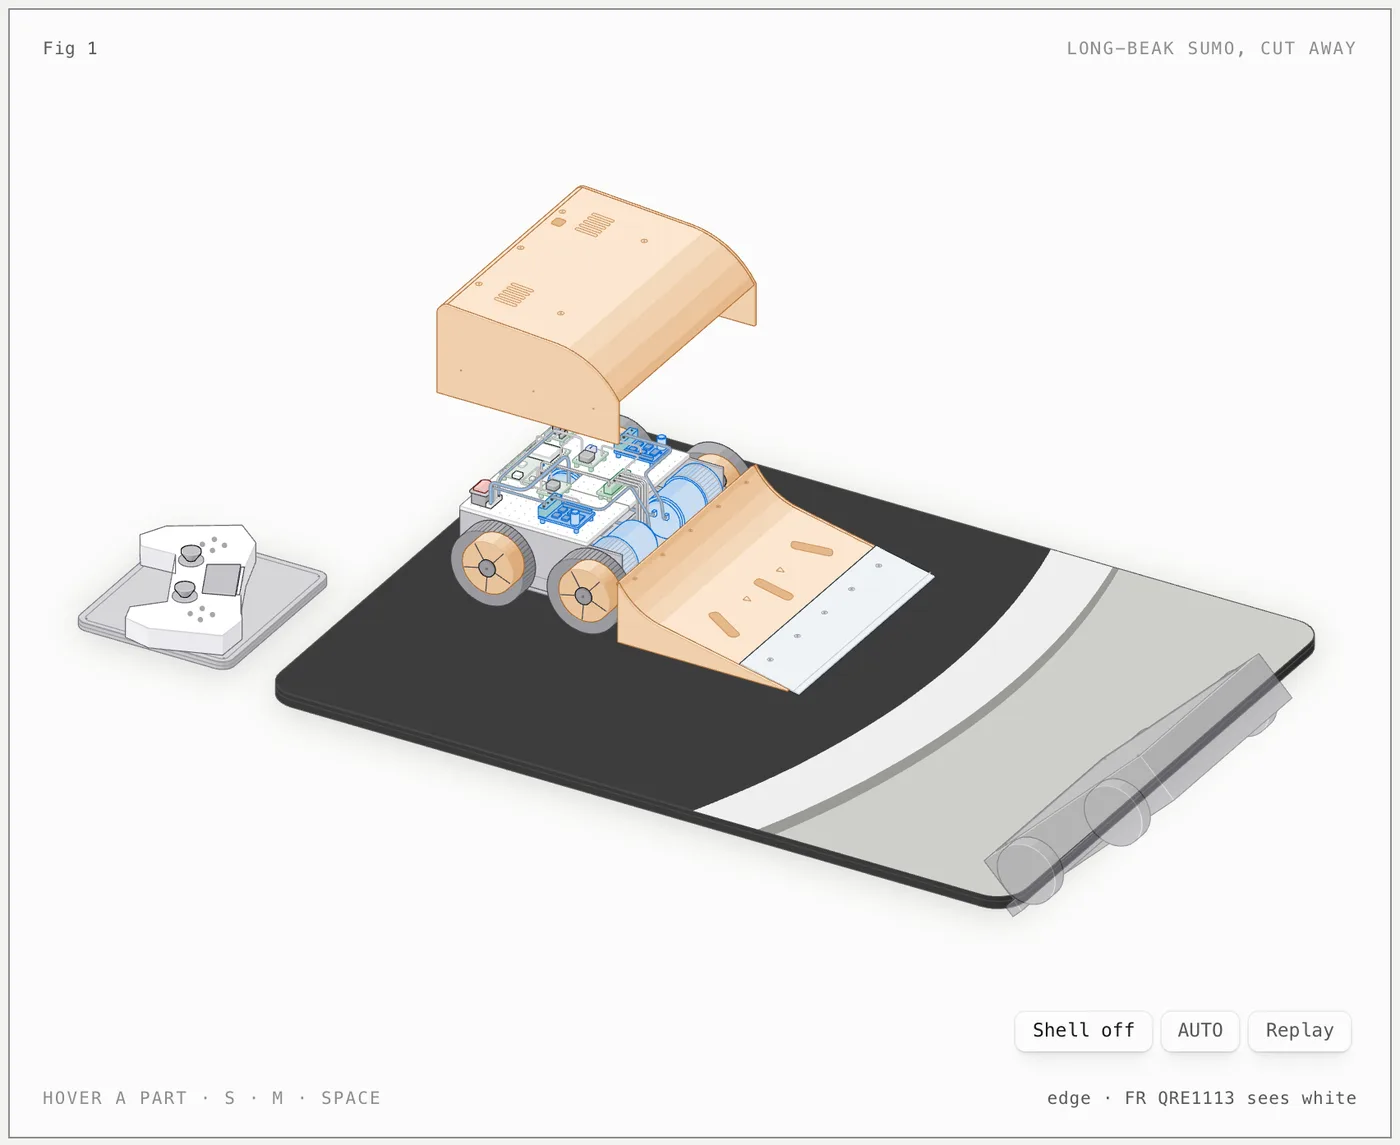 Fig 1
LONG–BEAK SUMO, CUT AWAY
Shell off
AUTO
Replay
HOVER A PART · S · M · SPACE
edge · FR QRE1113 sees white